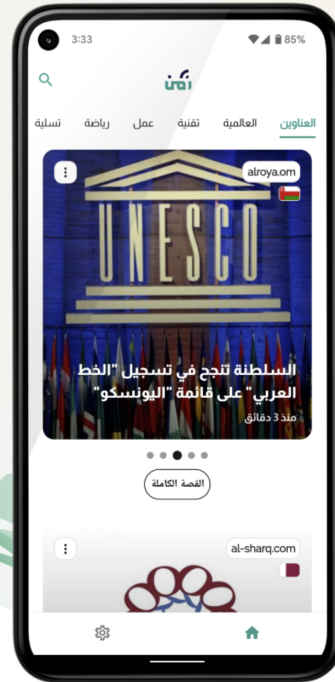 3:33
85%
العناوين
العالمية
تقنية
عمل
رياضة
تسلية
alroya.om
UNESCO
السلطنة تنجح في تسجيل "الخط
العربي" على قائمة "اليونسكو"
منذ 3 دقائق
القصة الكاملة
al-sharq.com